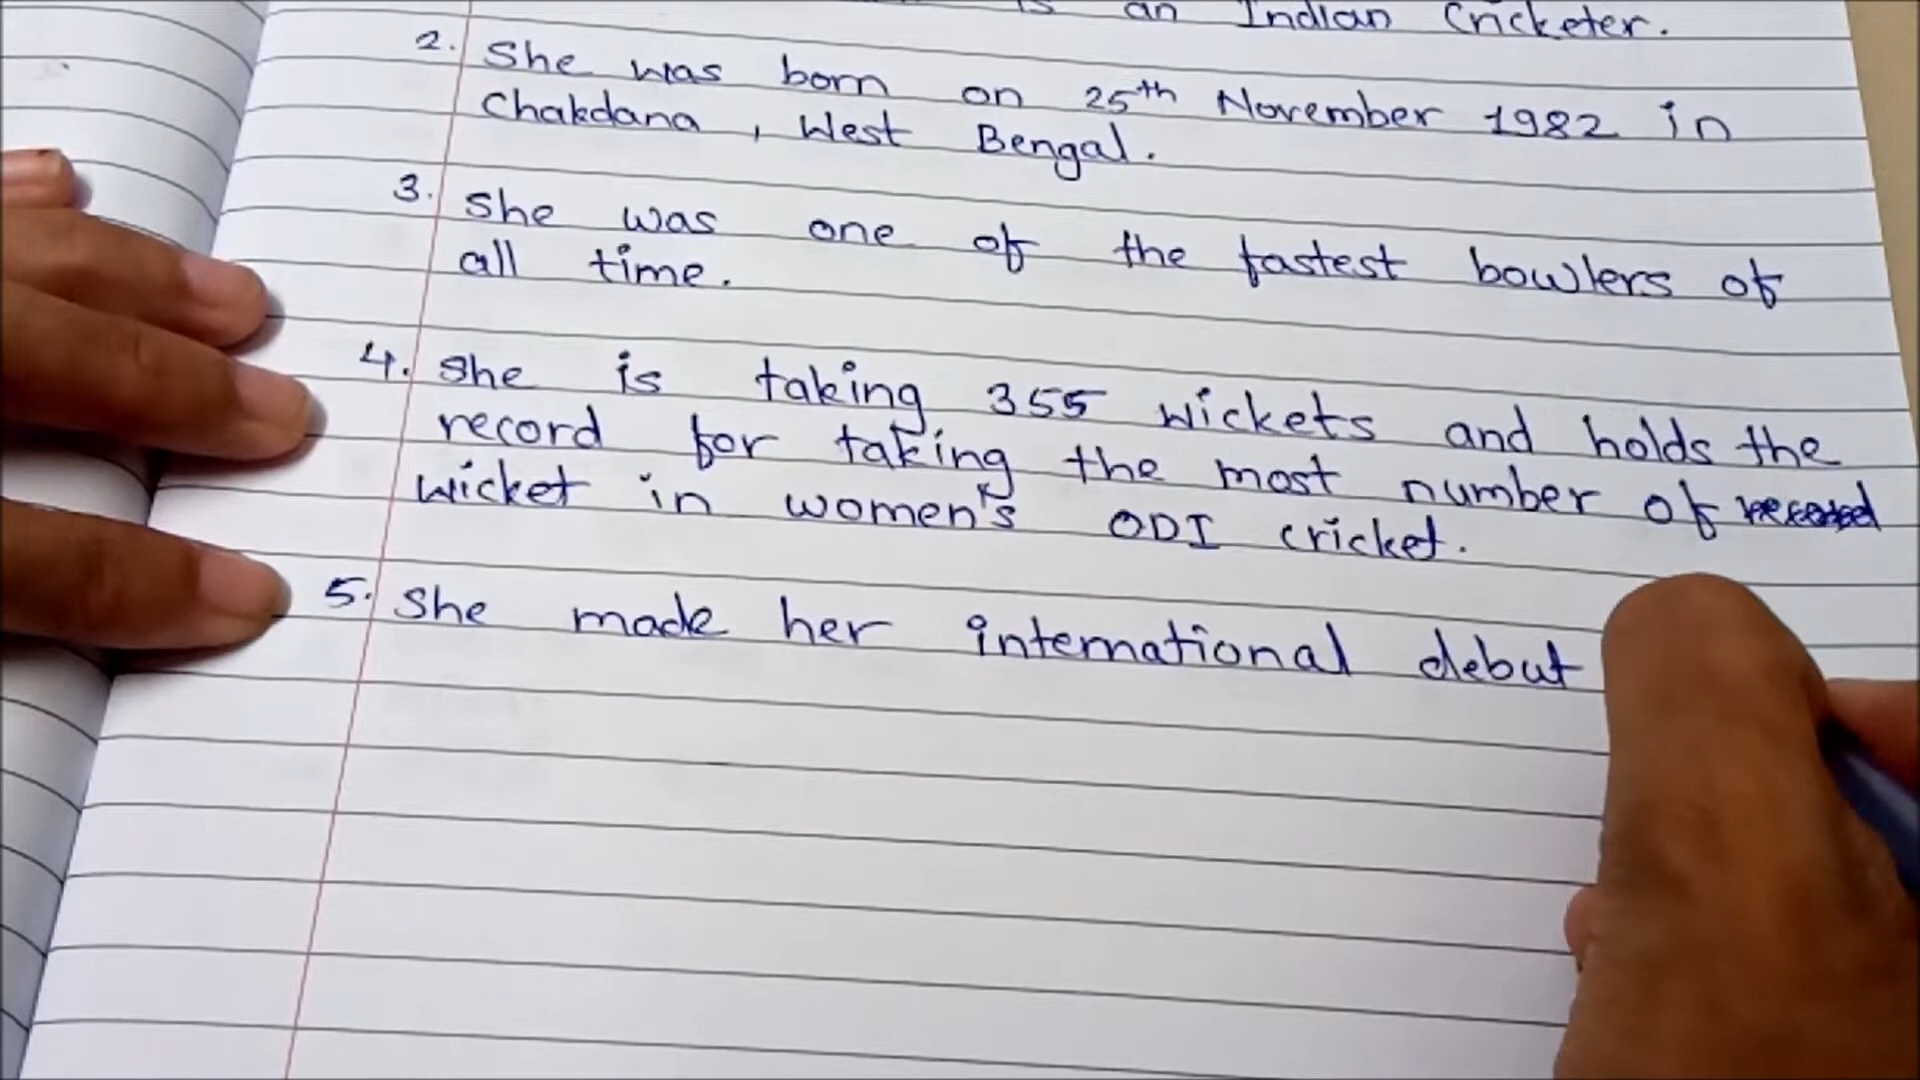 is an Indian Cricketer.
2. She was born on 25th November 1982 in
Chakdana, West Bengal.
3. She was one of the fastest bowlers of
all time.
4. She is taking 355 wickets and holds the
record for taking the most number of
wicket in women's ODI cricket.
5. She made her international debut